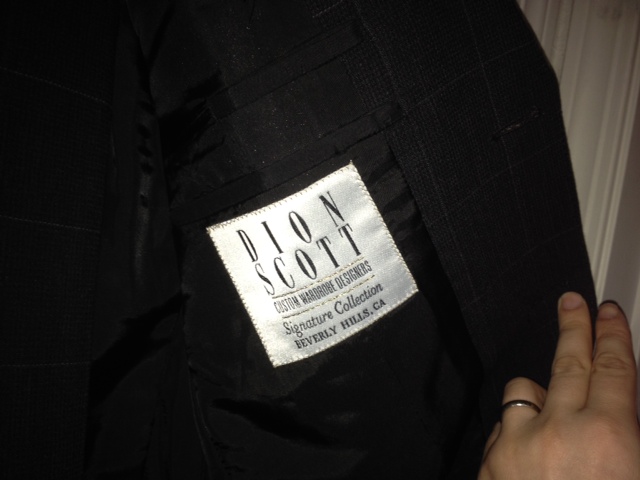 DION
SCOTT
CUSTOM WARDROBE DESIGNERS
Signature Collection
BEVERLY HILLS, CA